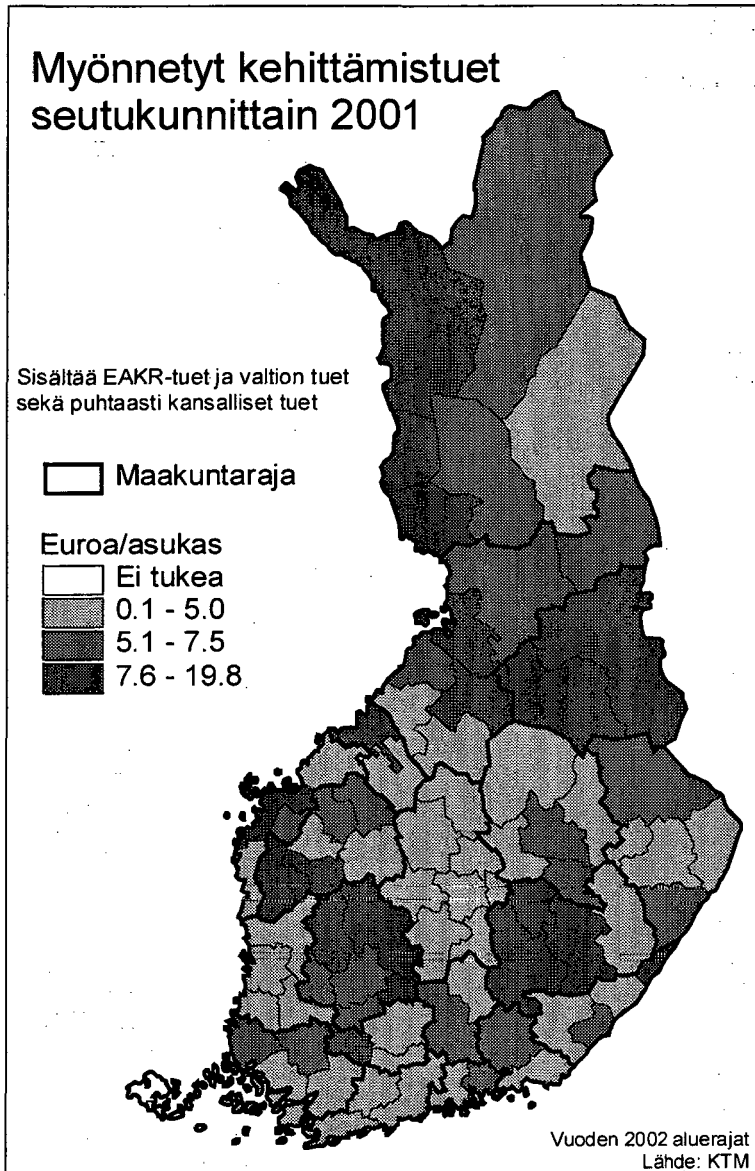 Myönnetyt kehittämistuet
seutukunnittain 2001
Sisältää EAKR-tuet ja valtion tuet
sekä puhtaasti kansalliset tuet
Maakuntaraja
Euroa/asukas
Ei tukea
0.1 - 5.0
5.1 - 7.5
7.6 - 19.8
Vuoden 2002 aluerajat
Lähde: KTM